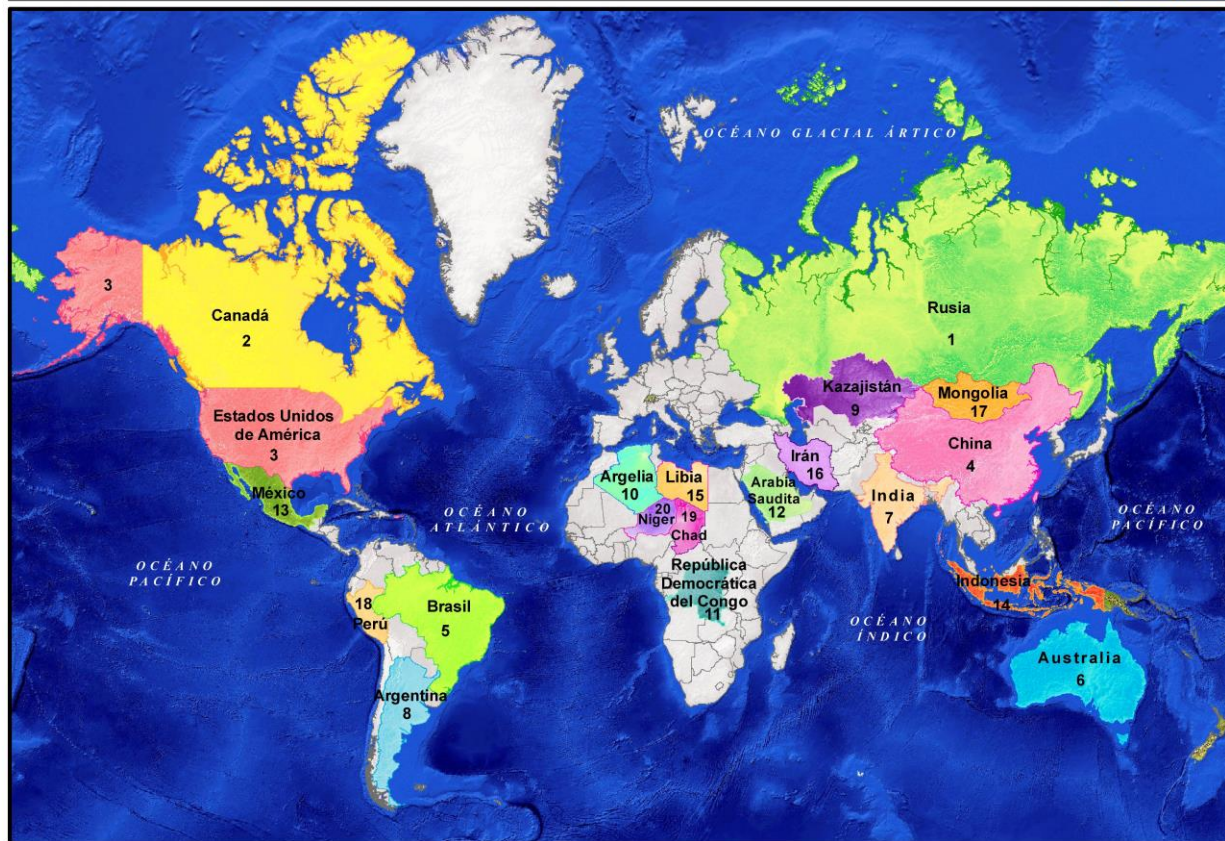 OCÉANO GLACIAL ÁRTICO
3
Canadá
2
Rusia
1
Estados Unidos
de América
3
Kazajistán
9
Mongolia
17
China
4
México
13
Argelia
10
Libia
15
Arabia
Saudita
12
Irán
16
India
7
20
Niger
19
Chad
OCÉANO
ATLÁNTICO
OCÉANO
PACÍFICO
OCÉANO
PACÍFICO
República
Democrática
del Congo
11
Indonesia
14
18
Perú
Brasil
5
OCÉANO
ÍNDICO
Australia
6
Argentina
8